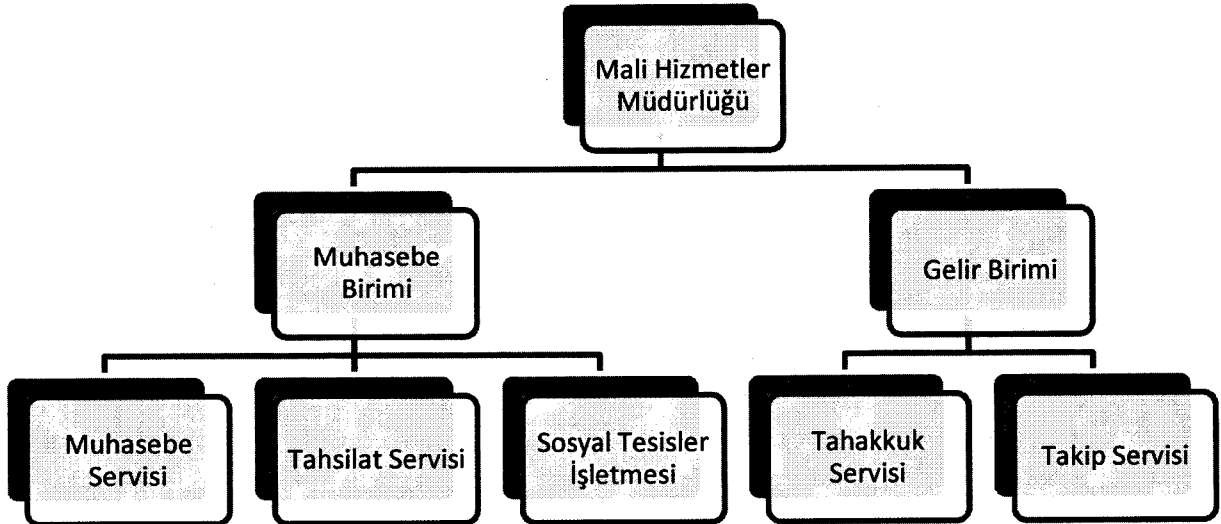 Mali Hizmetler
Müdürlüğü
Muhasebe
Birimi
Gelir Birimi
Muhasebe
Servisi
Tahsilat Servisi
Sosyal Tesisler
İşletmesi
Tahakkuk
Servisi
Takip Servisi